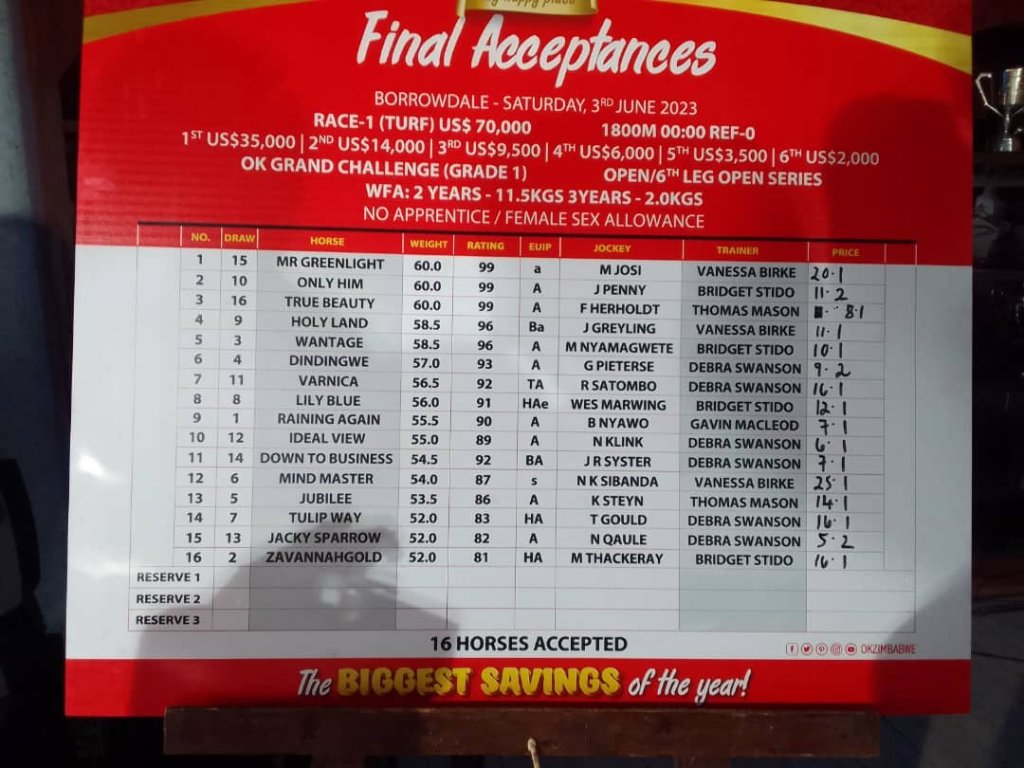 my happy place
Final Acceptances
BORROWDALE - SATURDAY, 3RD JUNE 2023
RACE-1 (TURF) US$ 70,000 1800M 00:00 REF-0
1ST US$35,000 | 2ND US$14,000 | 3RD US$9,500 | 4TH US$6,000 | 5TH US$3,500 | 6TH US$2,000
OK GRAND CHALLENGE (GRADE 1) OPEN/6TH LEG OPEN SERIES
WFA: 2 YEARS - 11.5KGS 3YEARS - 2.0KGS
NO APPRENTICE / FEMALE SEX ALLOWANCE
NO. DRAW HORSE WEIGHT RATING EUIP JOCKEY TRAINER PRICE
1 15 MR GREENLIGHT 60.0 99 a M JOSI VANESSA BIRKE 20-1
2 10 ONLY HIM 60.0 99 A J PENNY BRIDGET STIDO 11-2
3 16 TRUE BEAUTY 60.0 99 A F HERHOLDT THOMAS MASON 8-1
4 9 HOLY LAND 58.5 96 Ba J GREYLING VANESSA BIRKE 11-1
5 3 WANTAGE 58.5 96 A M NYAMAGWETE BRIDGET STIDO 10-1
6 4 DINDINGWE 57.0 93 A G PIETERSE DEBRA SWANSON 9-2
7 11 VARNICA 56.5 92 TA R SATOMBO DEBRA SWANSON 16-1
8 8 LILY BLUE 56.0 91 HAe WES MARWING BRIDGET STIDO 12-1
9 1 RAINING AGAIN 55.5 90 A B NYAWO GAVIN MACLEOD 7-1
10 12 IDEAL VIEW 55.0 89 A N KLINK DEBRA SWANSON 6-1
11 14 DOWN TO BUSINESS 54.5 92 BA J R SYSTER DEBRA SWANSON 7-1
12 6 MIND MASTER 54.0 87 s N K SIBANDA VANESSA BIRKE 25-1
13 5 JUBILEE 53.5 86 A K STEYN THOMAS MASON 14-1
14 7 TULIP WAY 52.0 83 HA T GOULD DEBRA SWANSON 16-1
15 13 JACKY SPARROW 52.0 82 A N QAULE DEBRA SWANSON 5-2
16 2 ZAVANNAHGOLD 52.0 81 HA M THACKERAY BRIDGET STIDO 16-1
RESERVE 1
RESERVE 2
RESERVE 3
16 HORSES ACCEPTED
OKZIMBABWE
The BIGGEST SAVINGS of the year!